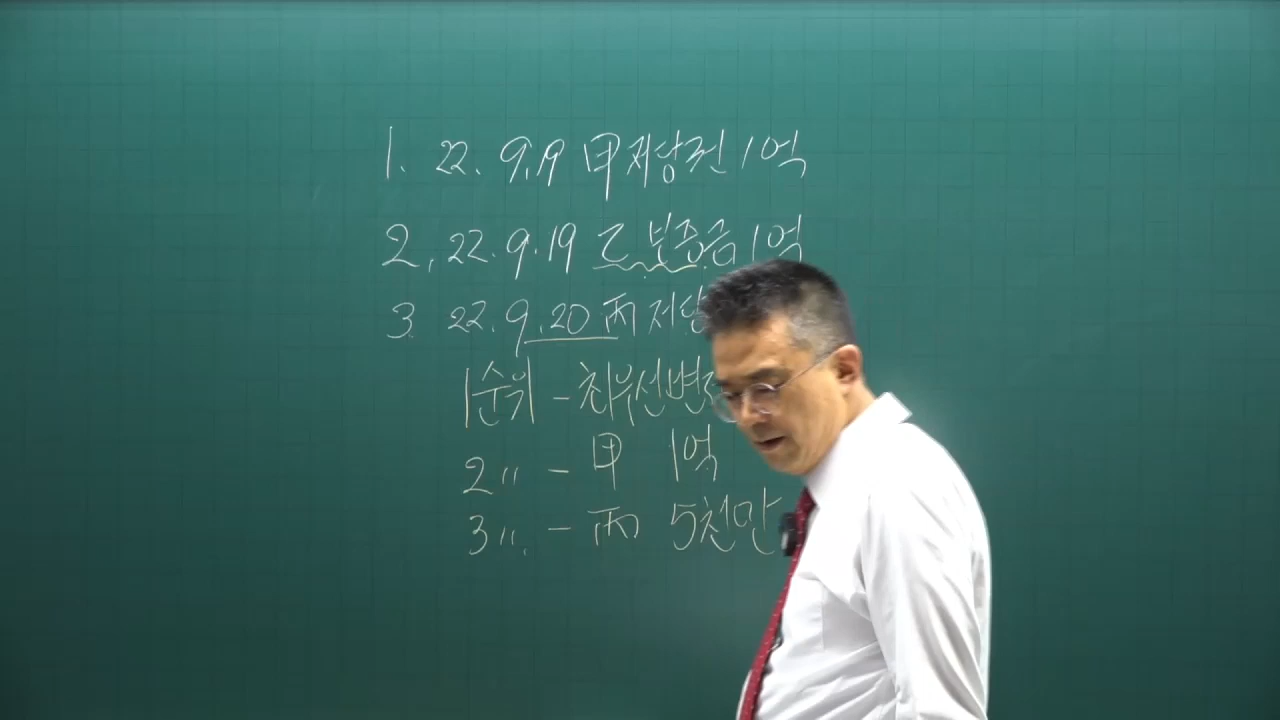 1. 22. 9.19 甲 저당권 1억
2. 22. 9. 19 乙 보증금 1억
3 22. 9. 20 丙 저당
1순위 - 최우선변
2〃 - 甲 1억
3〃. - 丙 5천만